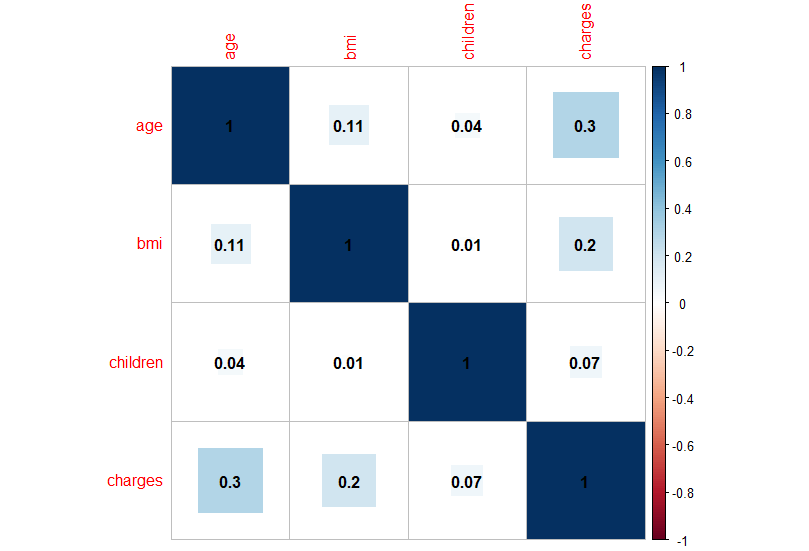 age bmi children charges
age 1 0.11 0.04 0.3
bmi 0.11 1 0.01 0.2
children 0.04 0.01 1 0.07
charges 0.3 0.2 0.07 1
1
0.8
0.6
0.4
0.2
0
-0.2
-0.4
-0.6
-0.8
-1